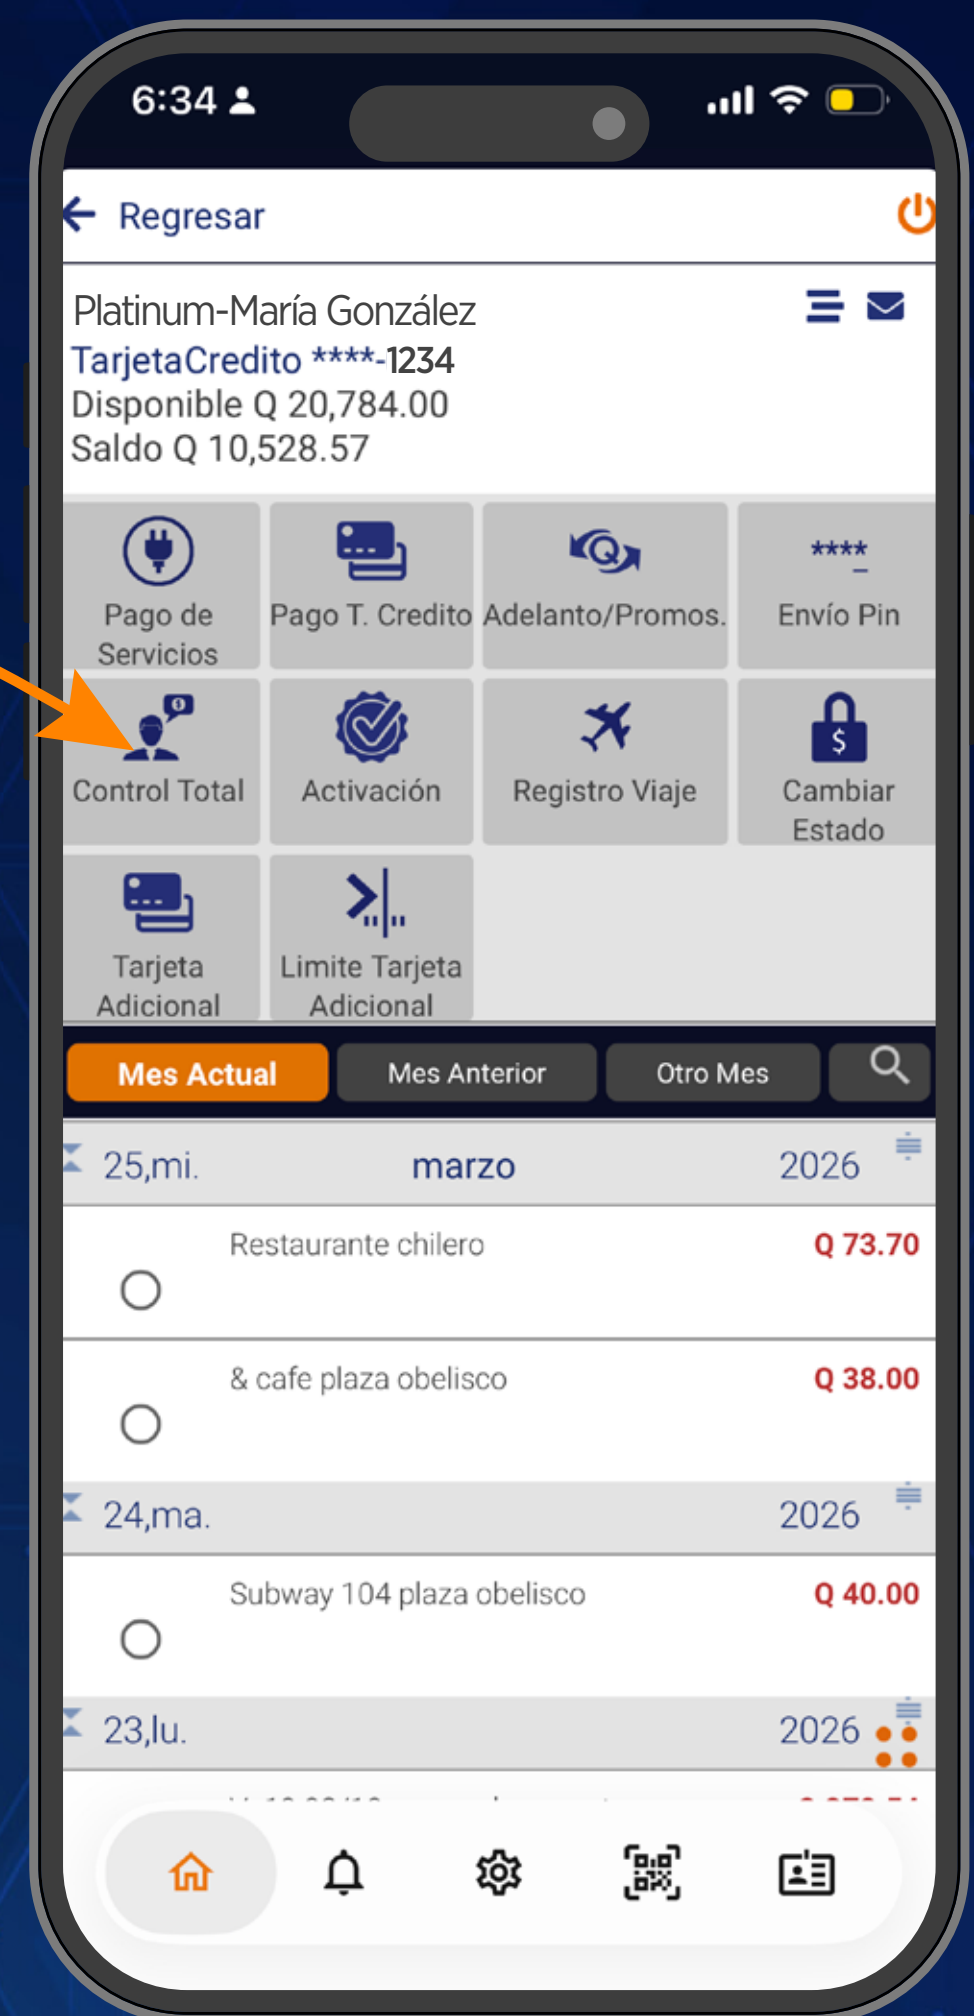 6:34
Regresar
Platinum-María González
TarjetaCredito ****-1234
Disponible Q 20,784.00
Saldo Q 10,528.57
Pago de
Servicios
Pago T. Credito
Adelanto/Promos.
****
Envío Pin
Control Total
Activación
Registro Viaje
Cambiar
Estado
Tarjeta
Adicional
Limite Tarjeta
Adicional
Mes Actual
Mes Anterior
Otro Mes
25,mi. marzo 2026
Restaurante chilero Q 73.70
& cafe plaza obelisco Q 38.00
24,ma. 2026
Subway 104 plaza obelisco Q 40.00
23,lu. 2026